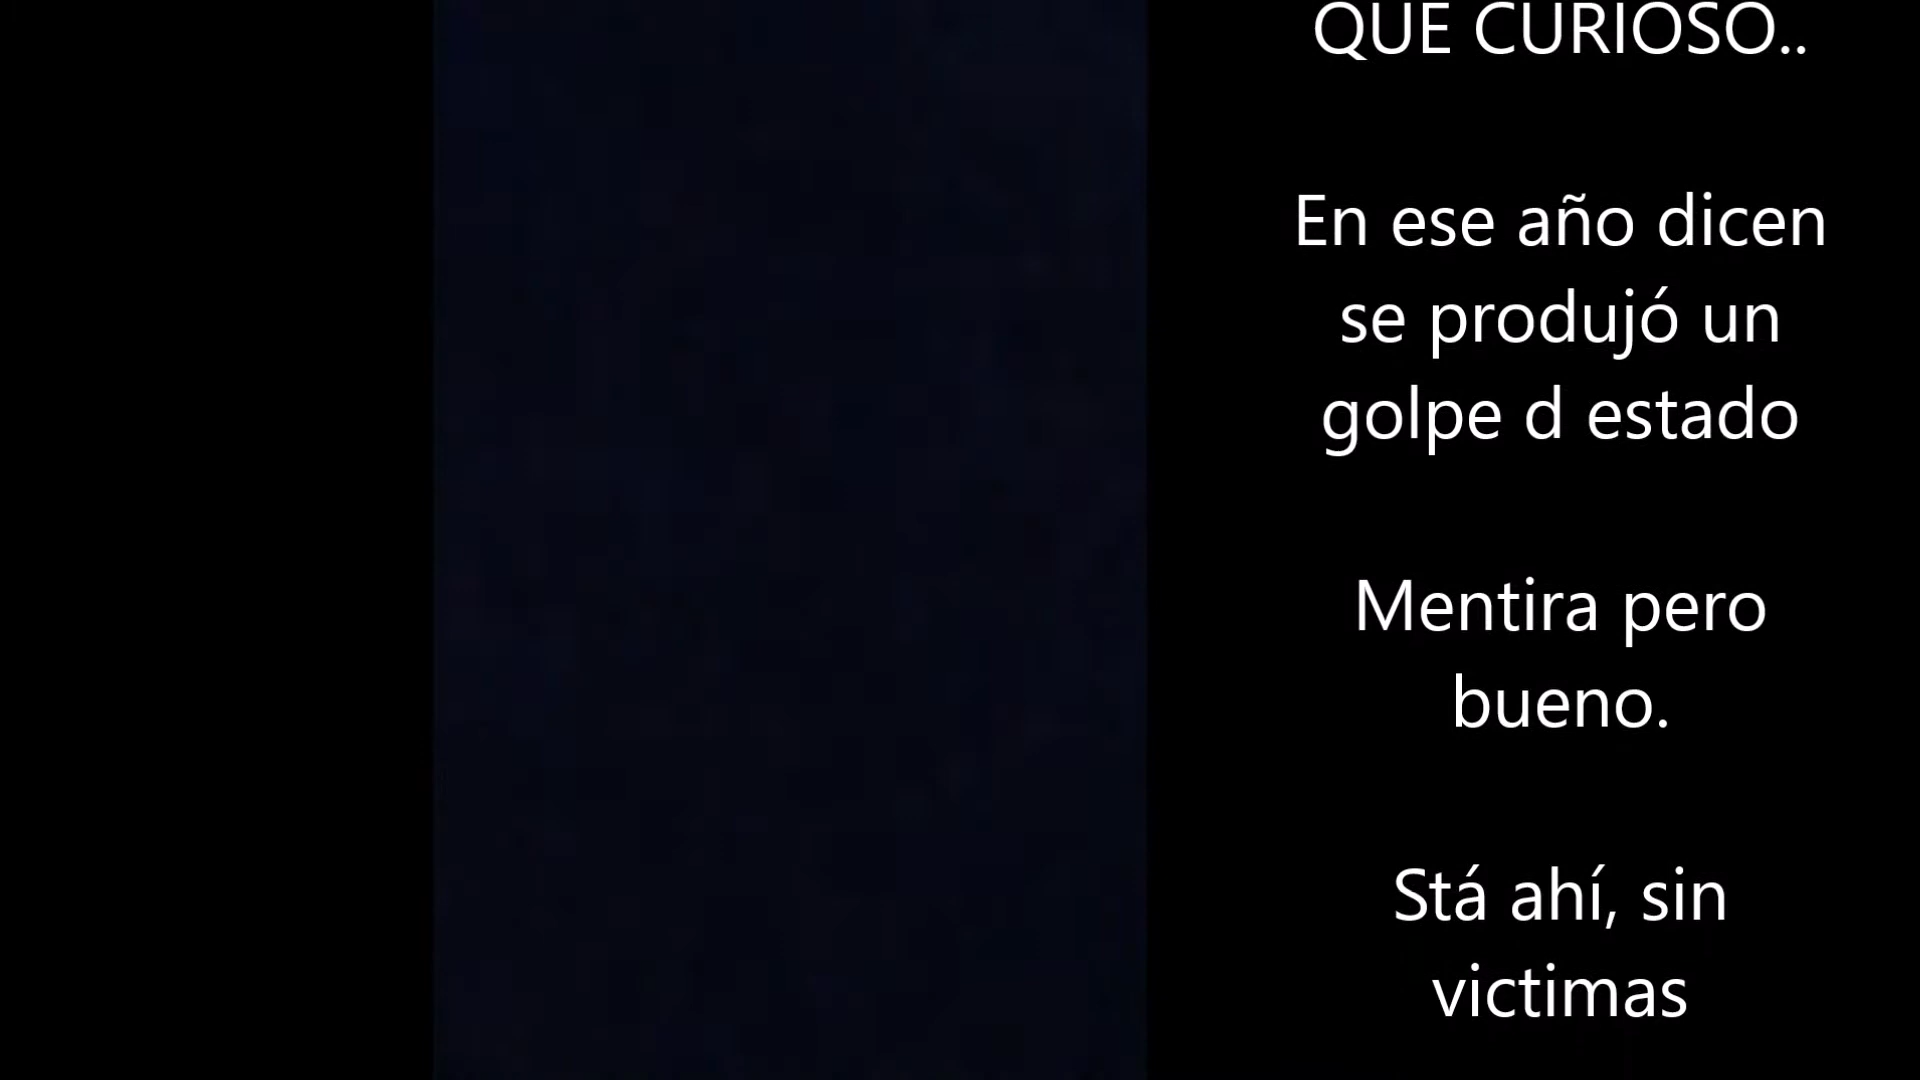 QUE CURIOSO..
En ese año dicen
se produjó un
golpe d estado
Mentira pero
bueno.
Stá ahí, sin
victimas